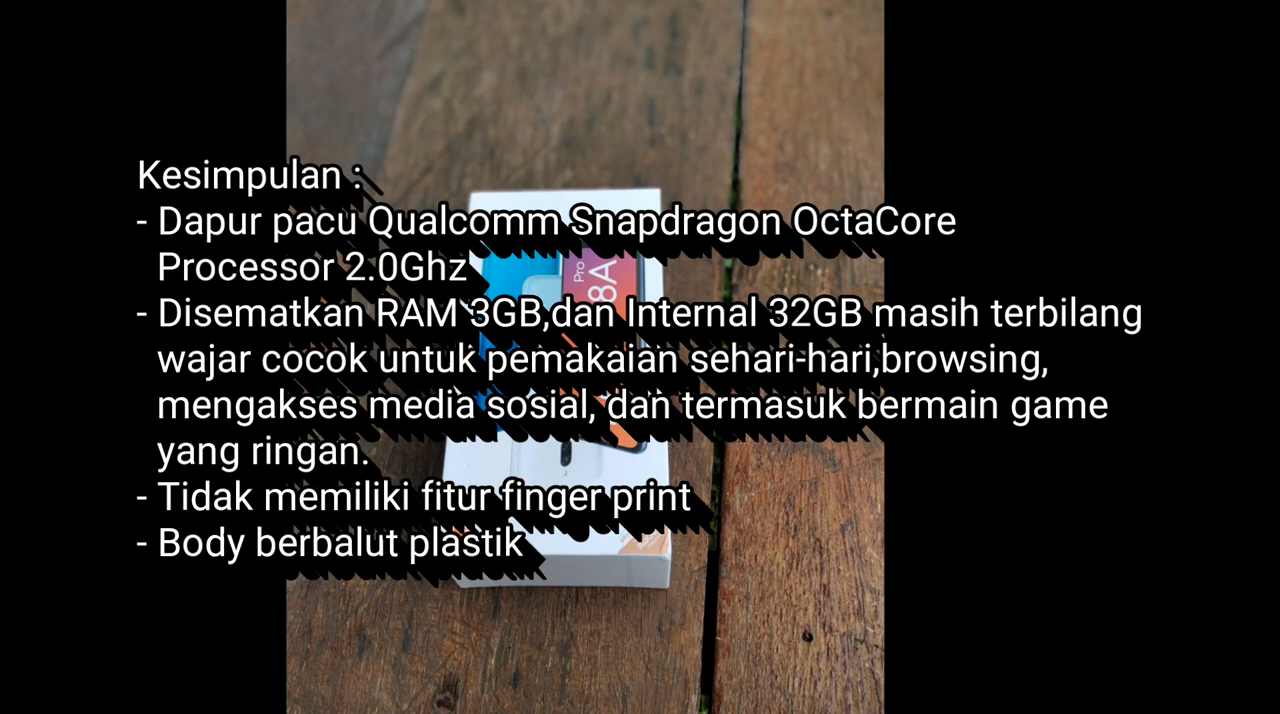 Kesimpulan :
- Dapur pacu Qualcomm Snapdragon OctaCore
Processor 2.0Ghz
- Disematkan RAM 3GB,dan Internal 32GB masih terbilang
wajar cocok untuk pemakaian sehari-hari,browsing,
mengakses media sosial, dan termasuk bermain game
yang ringan.
- Tidak memiliki fitur finger print
- Body berbalut plastik
8A Pro